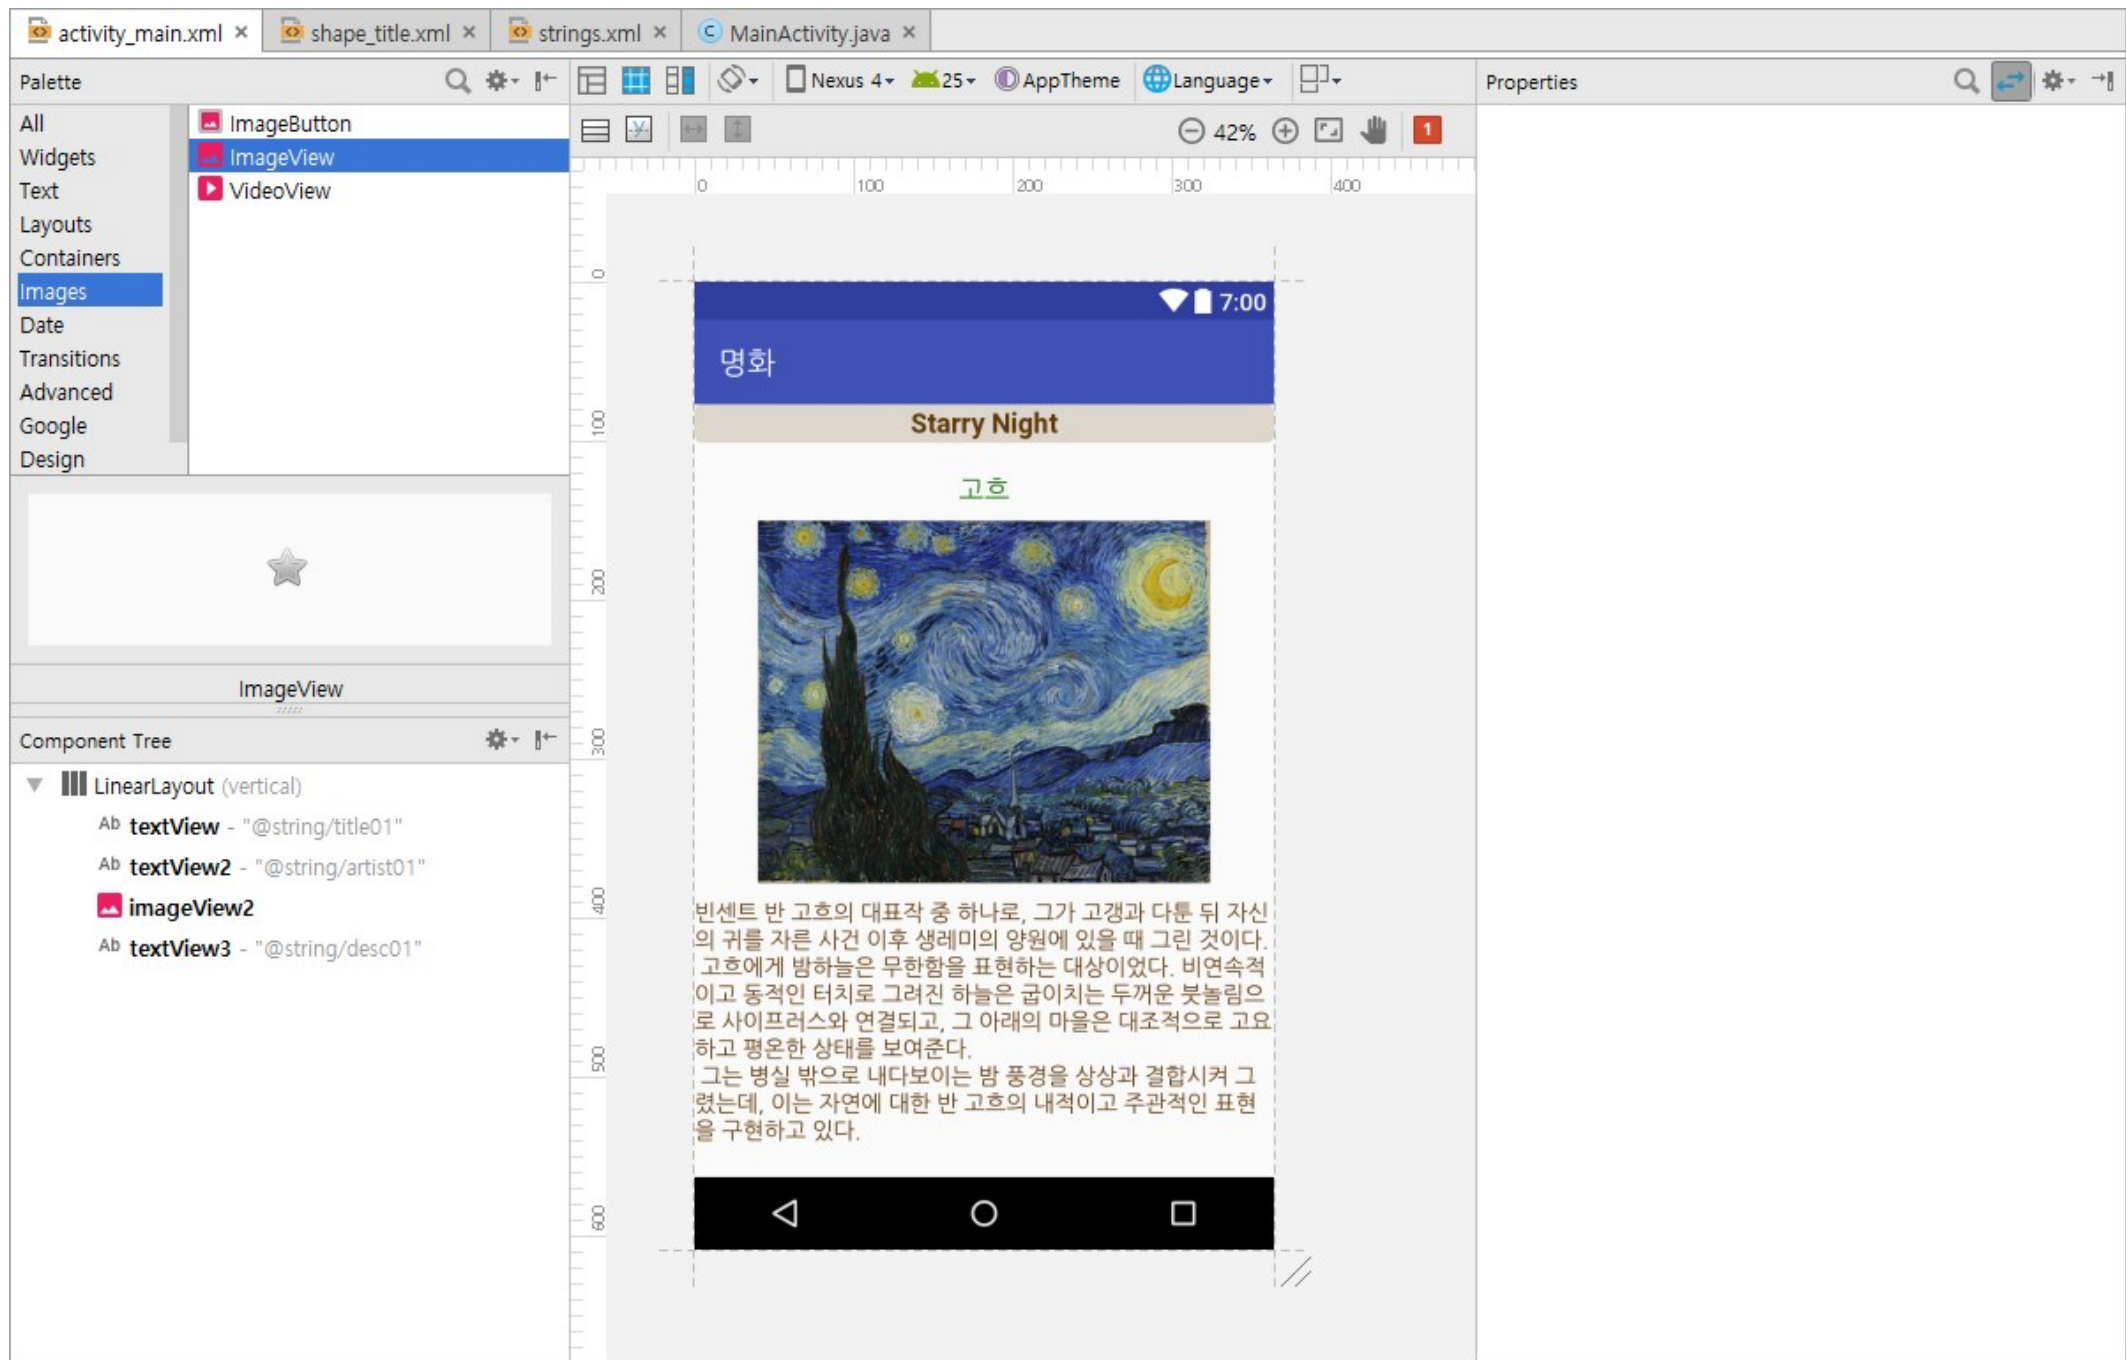 activity_main.xml
shape_title.xml
strings.xml
MainActivity.java
Palette
Nexus 4
25
AppTheme
Language
Properties
All
Widgets
Text
Layouts
Containers
Images
Date
Transitions
Advanced
Google
Design
ImageButton
ImageView
VideoView
42%
1
0
100
200
300
400
0
100
200
300
400
500
600
ImageView
Component Tree
LinearLayout (vertical)
Ab textView - "@string/title01"
Ab textView2 - "@string/artist01"
imageView2
Ab textView3 - "@string/desc01"
7:00
명화
Starry Night
고흐
빈센트 반 고흐의 대표작 중 하나로, 그가 고갱과 다툰 뒤 자신
의 귀를 자른 사건 이후 생레미의 양원에 있을 때 그린 것이다.
고흐에게 밤하늘은 무한함을 표현하는 대상이었다. 비연속적
이고 동적인 터치로 그려진 하늘은 굽이치는 두꺼운 붓놀림으
로 사이프러스와 연결되고, 그 아래의 마을은 대조적으로 고요
하고 평온한 상태를 보여준다.
그는 병실 밖으로 내다보이는 밤 풍경을 상상과 결합시켜 그
렸는데, 이는 자연에 대한 반 고흐의 내적이고 주관적인 표현
을 구현하고 있다.